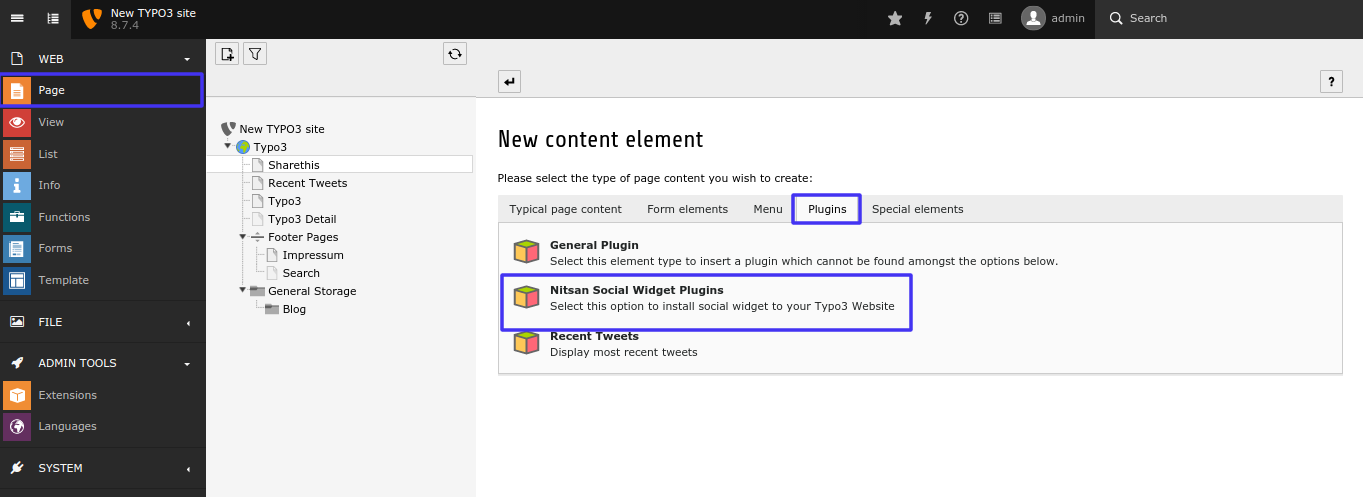 New TYPO3 site
8.7.4
admin
Search
WEB
Page
View
List
Info
Functions
Forms
Template
FILE
ADMIN TOOLS
Extensions
Languages
SYSTEM
New TYPO3 site
Typo3
Sharethis
Recent Tweets
Typo3
Typo3 Detail
Footer Pages
Impressum
Search
General Storage
Blog
?
New content element
Please select the type of page content you wish to create:
Typical page content Form elements Menu Plugins Special elements
General Plugin
Select this element type to insert a plugin which cannot be found amongst the options below.
Nitsan Social Widget Plugins
Select this option to install social widget to your Typo3 Website
Recent Tweets
Display most recent tweets